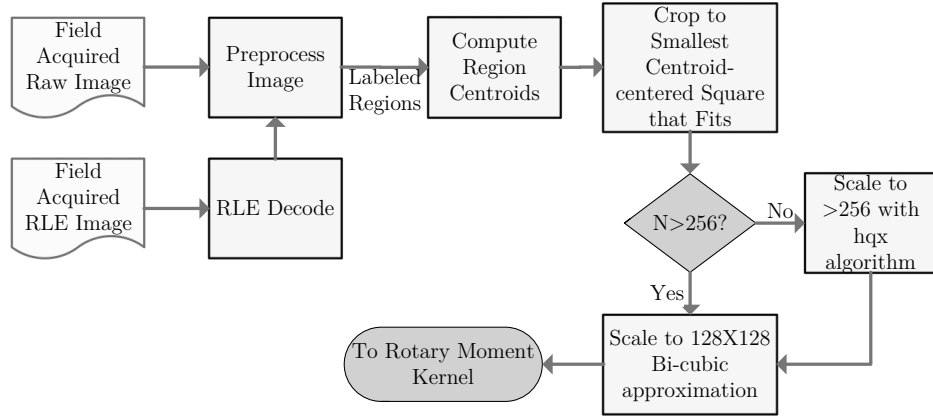 Field
Acquired
Raw Image
Preprocess
Image
Labeled
Regions
Compute
Region
Centroids
Crop to
Smallest
Centroid-
centered Square
that Fits
Field
Acquired
RLE Image
RLE Decode
N>256?
No
Scale to
>256 with
hqx
algorithm
Yes
Scale to 128X128
Bi-cubic
approximation
To Rotary Moment
Kernel